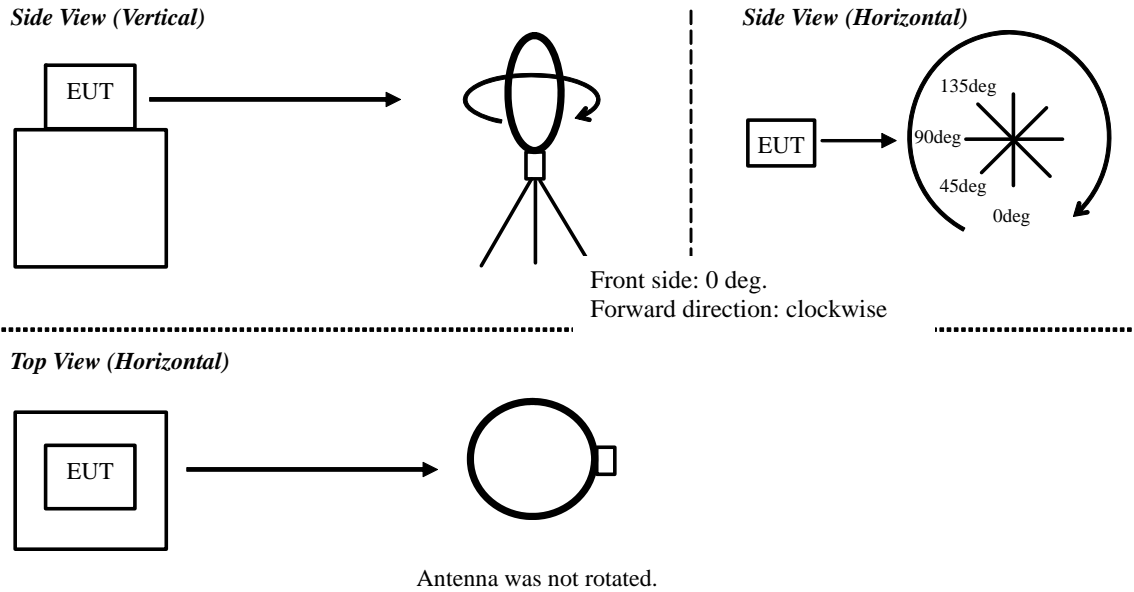 Side View (Vertical)
EUT
Side View (Horizontal)
135deg
EUT
90deg
45deg
0deg
Front side: 0 deg.
Forward direction: clockwise
Top View (Horizontal)
EUT
Antenna was not rotated.